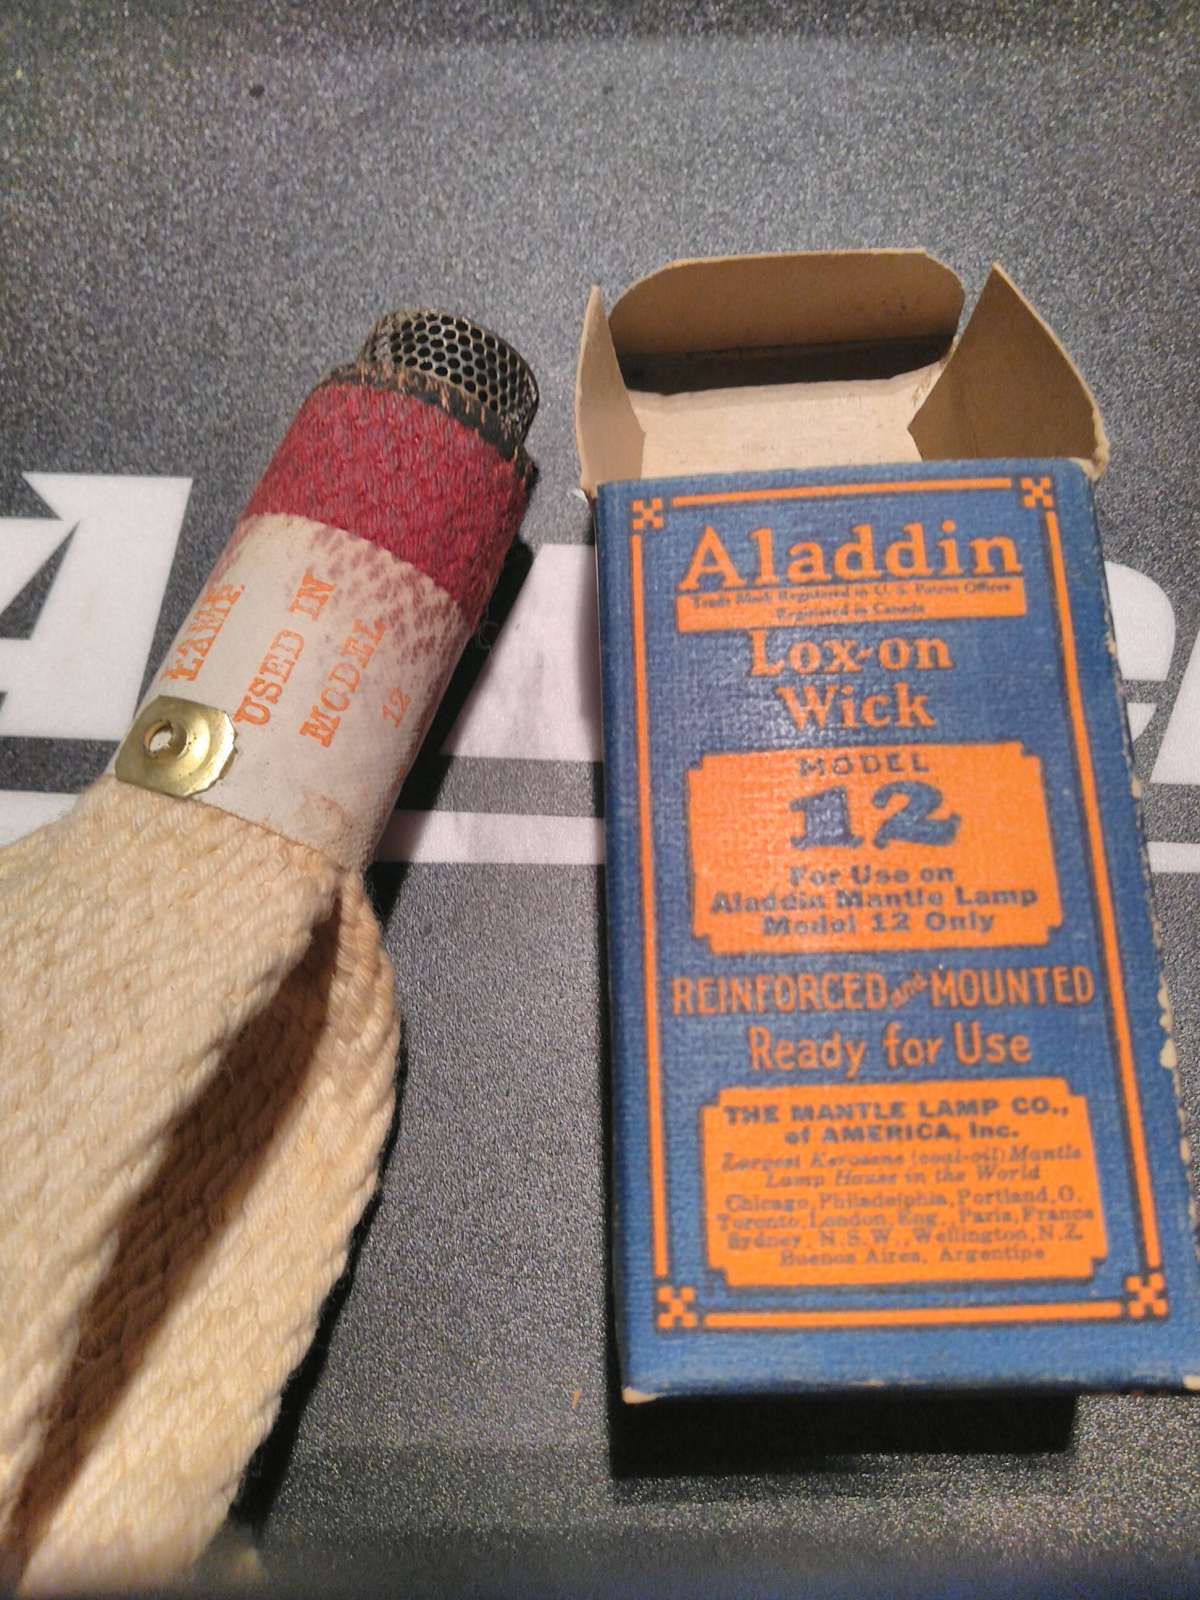 LAMP.
USED IN
MODEL
12
Aladdin
Trade Mark Registered in U. S. Patent Offices
Registered in Canada
Lox-on
Wick
MODEL
12
For Use on
Aladdin Mantle Lamp
Model 12 Only
REINFORCED and MOUNTED
Ready for Use
THE MANTLE LAMP CO.,
of AMERICA, Inc.
Largest Kerosene (coal-oil) Mantle
Lamp House in the World
Chicago, Philadelphia, Portland, O.
Toronto, London, Eng., Paris, France
Sydney, N.S.W., Wellington, N.Z.
Buenos Aires, Argentine